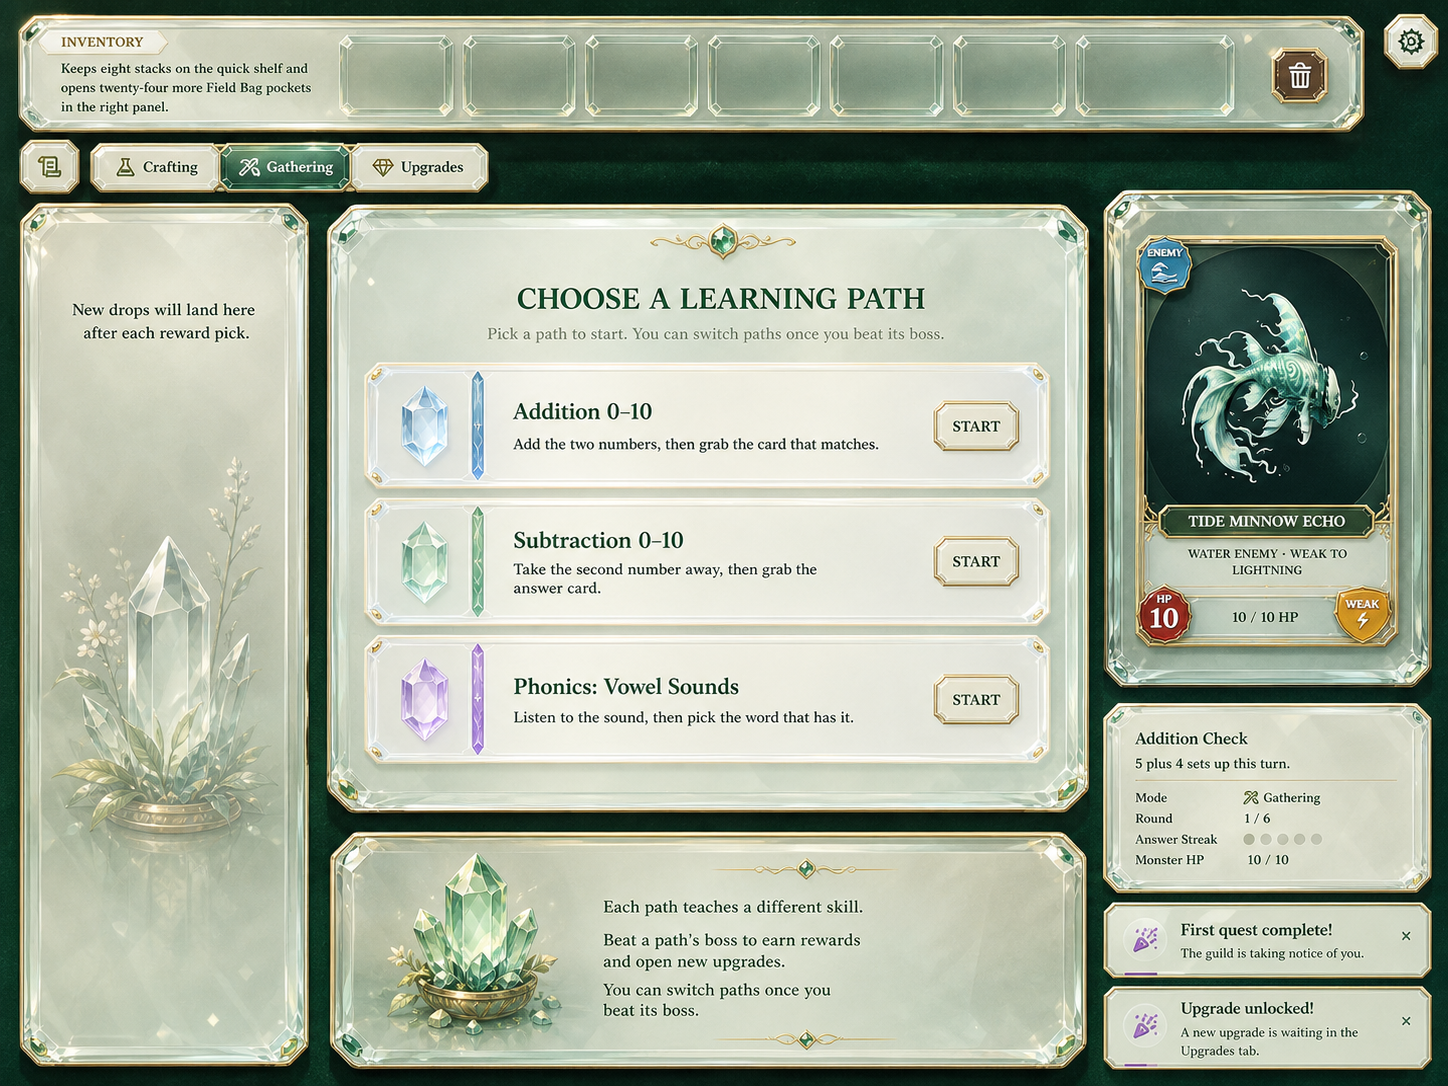 INVENTORY
Keeps eight stacks on the quick shelf and
opens twenty-four more Field Bag pockets
in the right panel.
Crafting
Gathering
Upgrades
New drops will land here
after each reward pick.
CHOOSE A LEARNING PATH
Pick a path to start. You can switch paths once you beat its boss.
Addition 0–10
Add the two numbers, then grab the card that matches.
START
Subtraction 0–10
Take the second number away, then grab the
answer card.
START
Phonics: Vowel Sounds
Listen to the sound, then pick the word that has it.
START
Each path teaches a different skill.
Beat a path's boss to earn rewards
and open new upgrades.
You can switch paths once you
beat its boss.
ENEMY
TIDE MINNOW ECHO
WATER ENEMY · WEAK TO
LIGHTNING
HP
10
10 / 10 HP
WEAK
Addition Check
5 plus 4 sets up this turn.
Mode Gathering
Round 1 / 6
Answer Streak
Monster HP 10 / 10
First quest complete!
The guild is taking notice of you.
Upgrade unlocked!
A new upgrade is waiting in the
Upgrades tab.